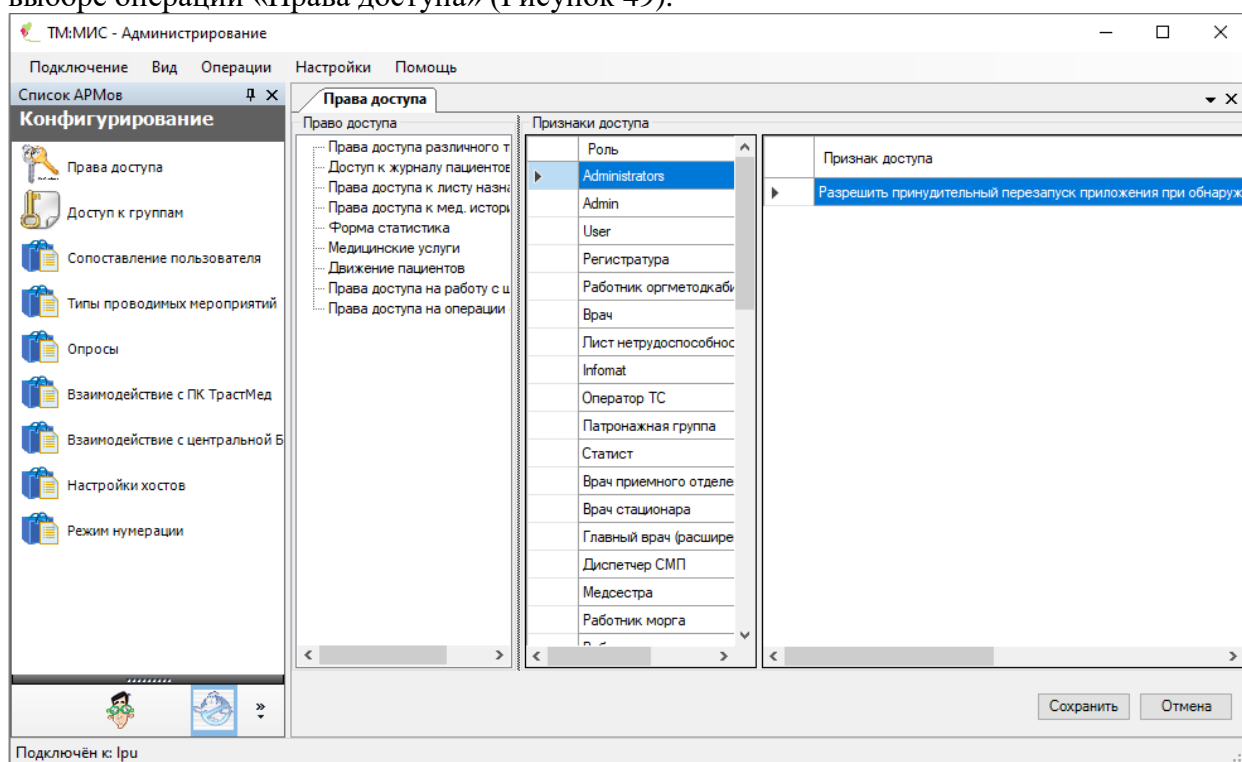 выборе операции «Права доступа» (Рисунок 49).
ТМ:МИС - Администрирование
Подключение Вид Операции Настройки Помощь
Список АРМов
Конфигурирование
Права доступа
Доступ к группам
Сопоставление пользователя
Типы проводимых мероприятий
Опросы
Взаимодействие с ПК ТрастМед
Взаимодействие с центральной Б
Настройки хостов
Режим нумерации
Права доступа
Право доступа
Права доступа различного т
Доступ к журналу пациентов
Права доступа к листу назна
Права доступа к мед. истори
Форма статистика
Медицинские услуги
Движение пациентов
Права доступа на работу с ш
Права доступа на операции
Признаки доступа
Роль
Administrators
Admin
User
Регистратура
Работник оргметодкаби
Врач
Лист нетрудоспособнос
Infomat
Оператор ТС
Патронажная группа
Статист
Врач приемного отделе
Врач стационара
Главный врач (расшире
Диспетчер СМП
Медсестра
Работник морга
Признак доступа
Разрешить принудительный перезапуск приложения при обнаруж
Сохранить Отмена
Подключён к: lpu